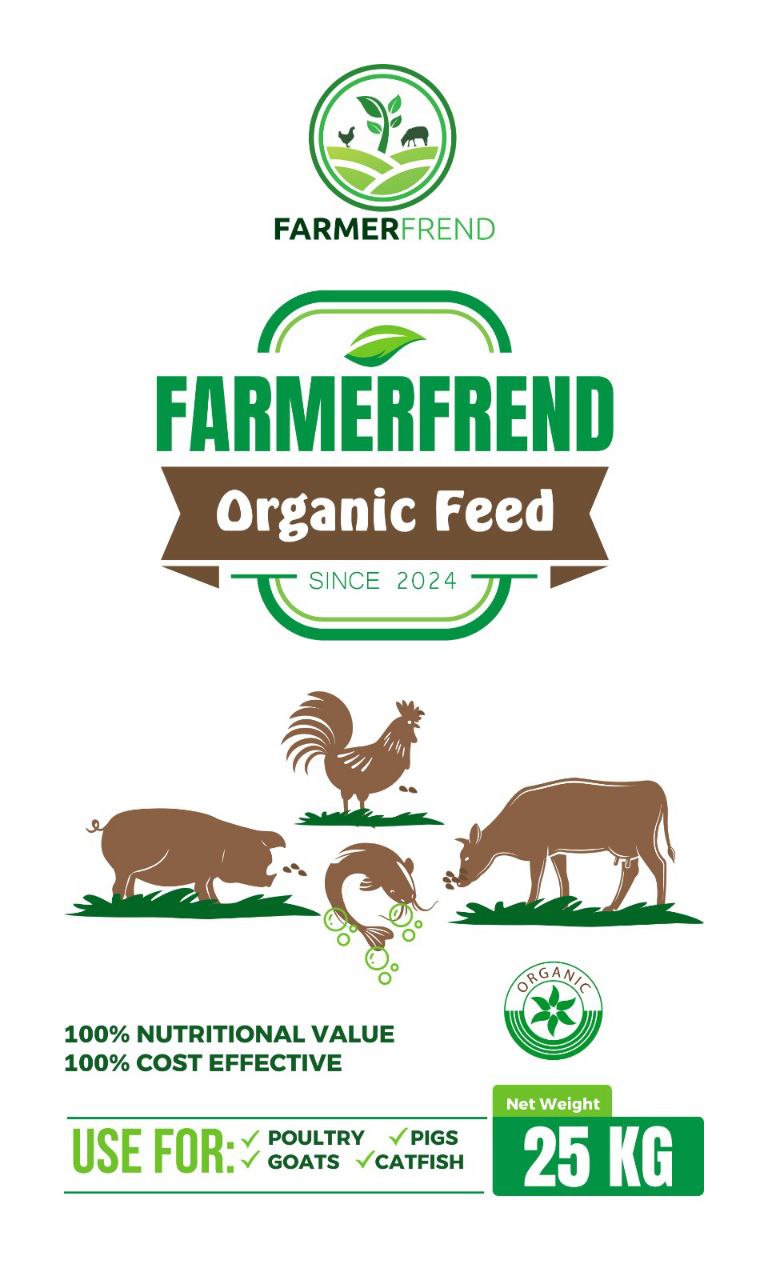 FARMERFREND
FARMERFREND
Organic Feed
SINCE 2024
ORGANIC
100% NUTRITIONAL VALUE
100% COST EFFECTIVE
Net Weight
25 KG
USE FOR:
✓ POULTRY ✓ PIGS
✓ GOATS ✓ CATFISH